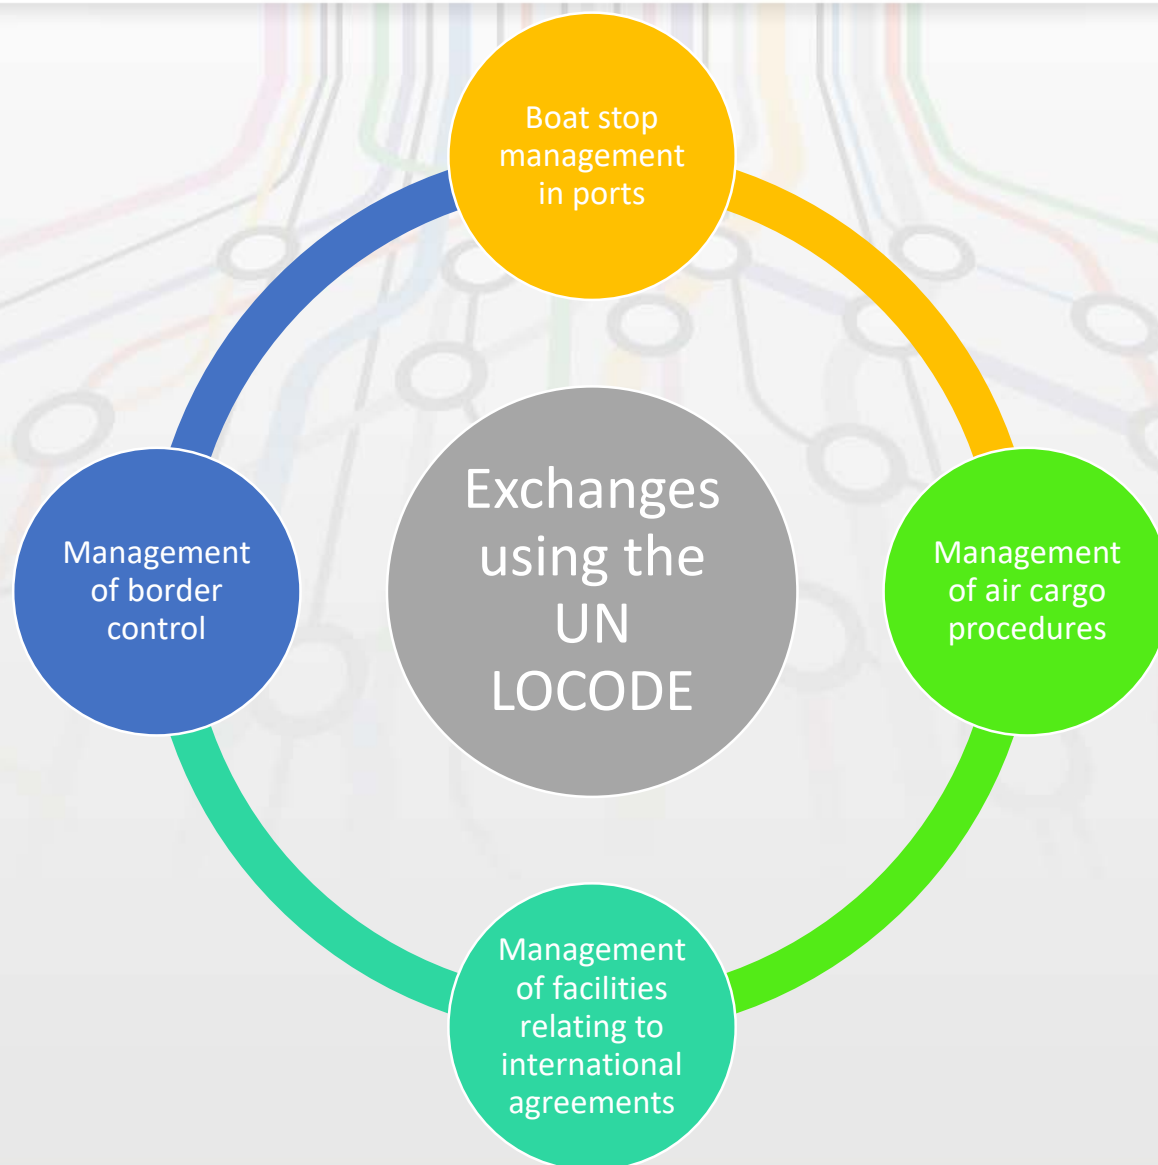 Boat stop
management
in ports
Exchanges
using the
UN
LOCODE
Management
of border
control
Management
of air cargo
procedures
Management
of facilities
relating to
international
agreements